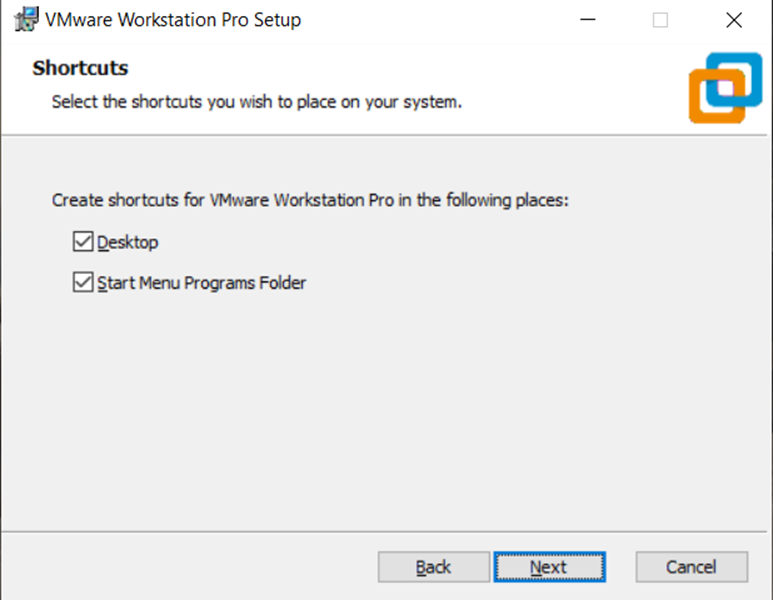 VMware Workstation Pro Setup
Shortcuts
Select the shortcuts you wish to place on your system.
Create shortcuts for VMware Workstation Pro in the following places:
Desktop
Start Menu Programs Folder
Back Next Cancel